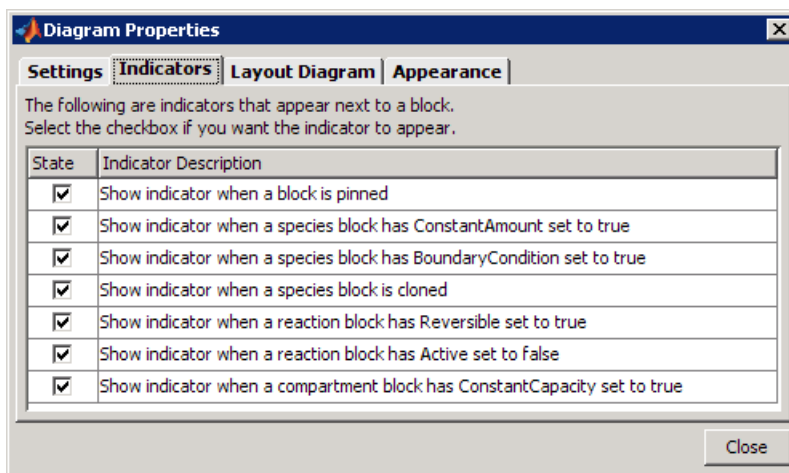 Diagram Properties
Settings Indicators Layout Diagram Appearance
The following are indicators that appear next to a block.
Select the checkbox if you want the indicator to appear.
State Indicator Description
Show indicator when a block is pinned
Show indicator when a species block has ConstantAmount set to true
Show indicator when a species block has BoundaryCondition set to true
Show indicator when a species block is cloned
Show indicator when a reaction block has Reversible set to true
Show indicator when a reaction block has Active set to false
Show indicator when a compartment block has ConstantCapacity set to true
Close